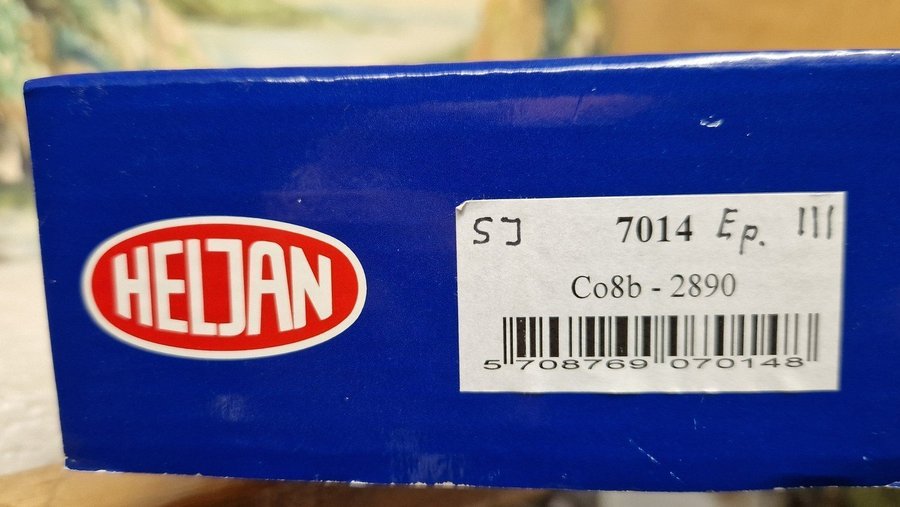 HELJAN
SJ 7014 Ep. III
Co8b - 2890
5 708769 070148